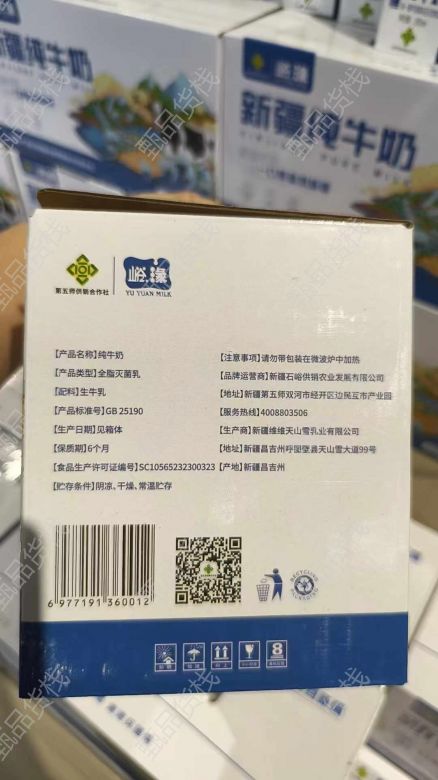 峪缘
新疆纯牛奶
新疆纯牛奶
第五师供销合作社
峪缘
YU YUAN MILK
【产品名称】纯牛奶
【产品类型】全脂灭菌乳
【配料】生牛乳
【产品标准号】GB 25190
【生产日期】见箱体
【保质期】6个月
【食品生产许可证编号】SC10565232300323
【贮存条件】阴凉、干燥、常温贮存
【注意事项】请勿带包装在微波炉中加热
【品牌运营商】新疆石峪供销农业发展有限公司
【地址】新疆第五师双河市经开区边民互市产业园
【服务热线】4008803506
【生产商】新疆维维天山雪乳业有限公司
【地址】新疆昌吉州呼图壁县天山雪大道99号
【产地】新疆昌吉州
6 977191 360012
8
甄品货栈